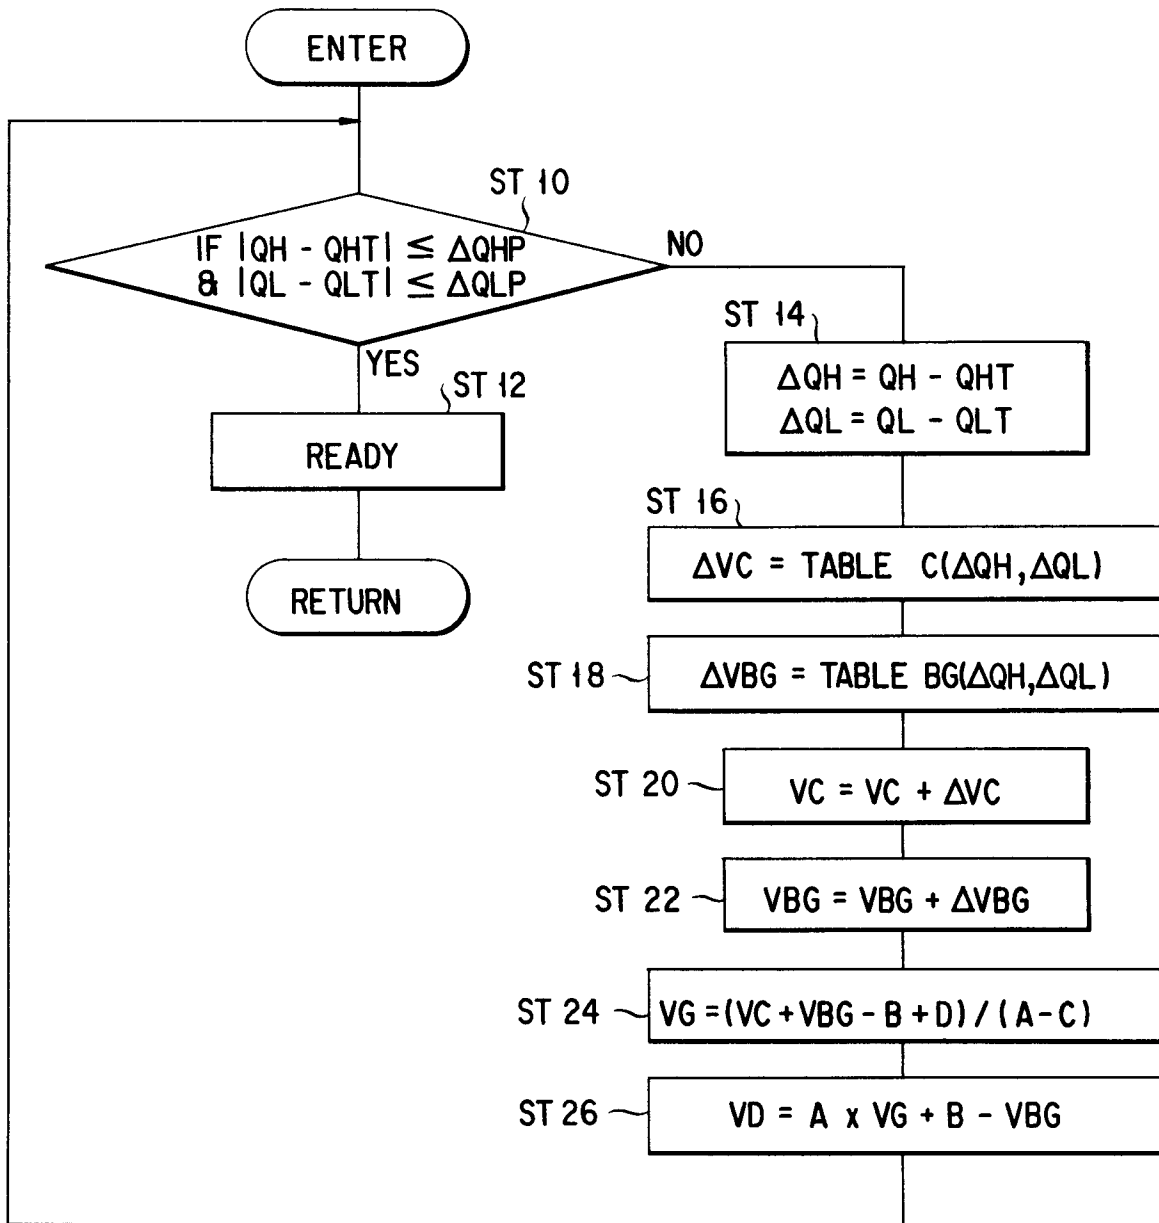 ENTER
ST 10
IF |QH - QHT| ≤ ΔQHP
& |QL - QLT| ≤ ΔQLP
NO
YES
ST 12
READY
RETURN
ST 14
ΔQH = QH - QHT
ΔQL = QL - QLT
ST 16
ΔVC = TABLE C(ΔQH,ΔQL)
ST 18
ΔVBG = TABLE BG(ΔQH,ΔQL)
ST 20
VC = VC + ΔVC
ST 22
VBG = VBG + ΔVBG
ST 24
VG =(VC+VBG-B+D)/(A-C)
ST 26
VD = A x VG + B - VBG